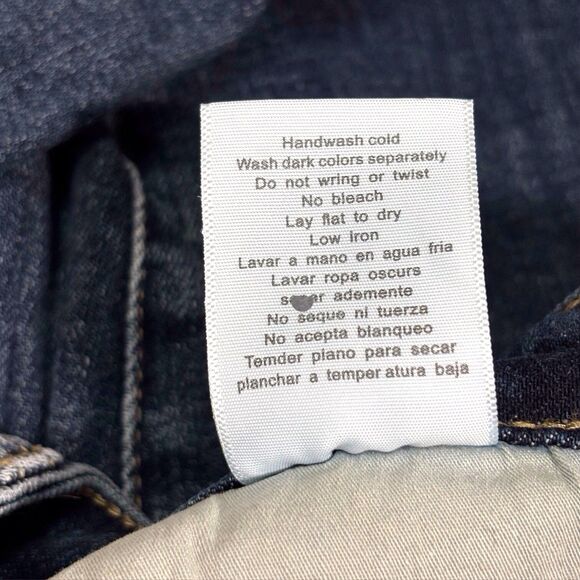 Handwash cold
Wash dark colors separately
Do not wring or twist
No bleach
Lay flat to dry
Low Iron
Lavar a mano en agua fria
Lavar ropa oscurs
ademente
No seque ni tuerza
No acepta blanqueo
Temder plano para secar
planchar a temper atura baja